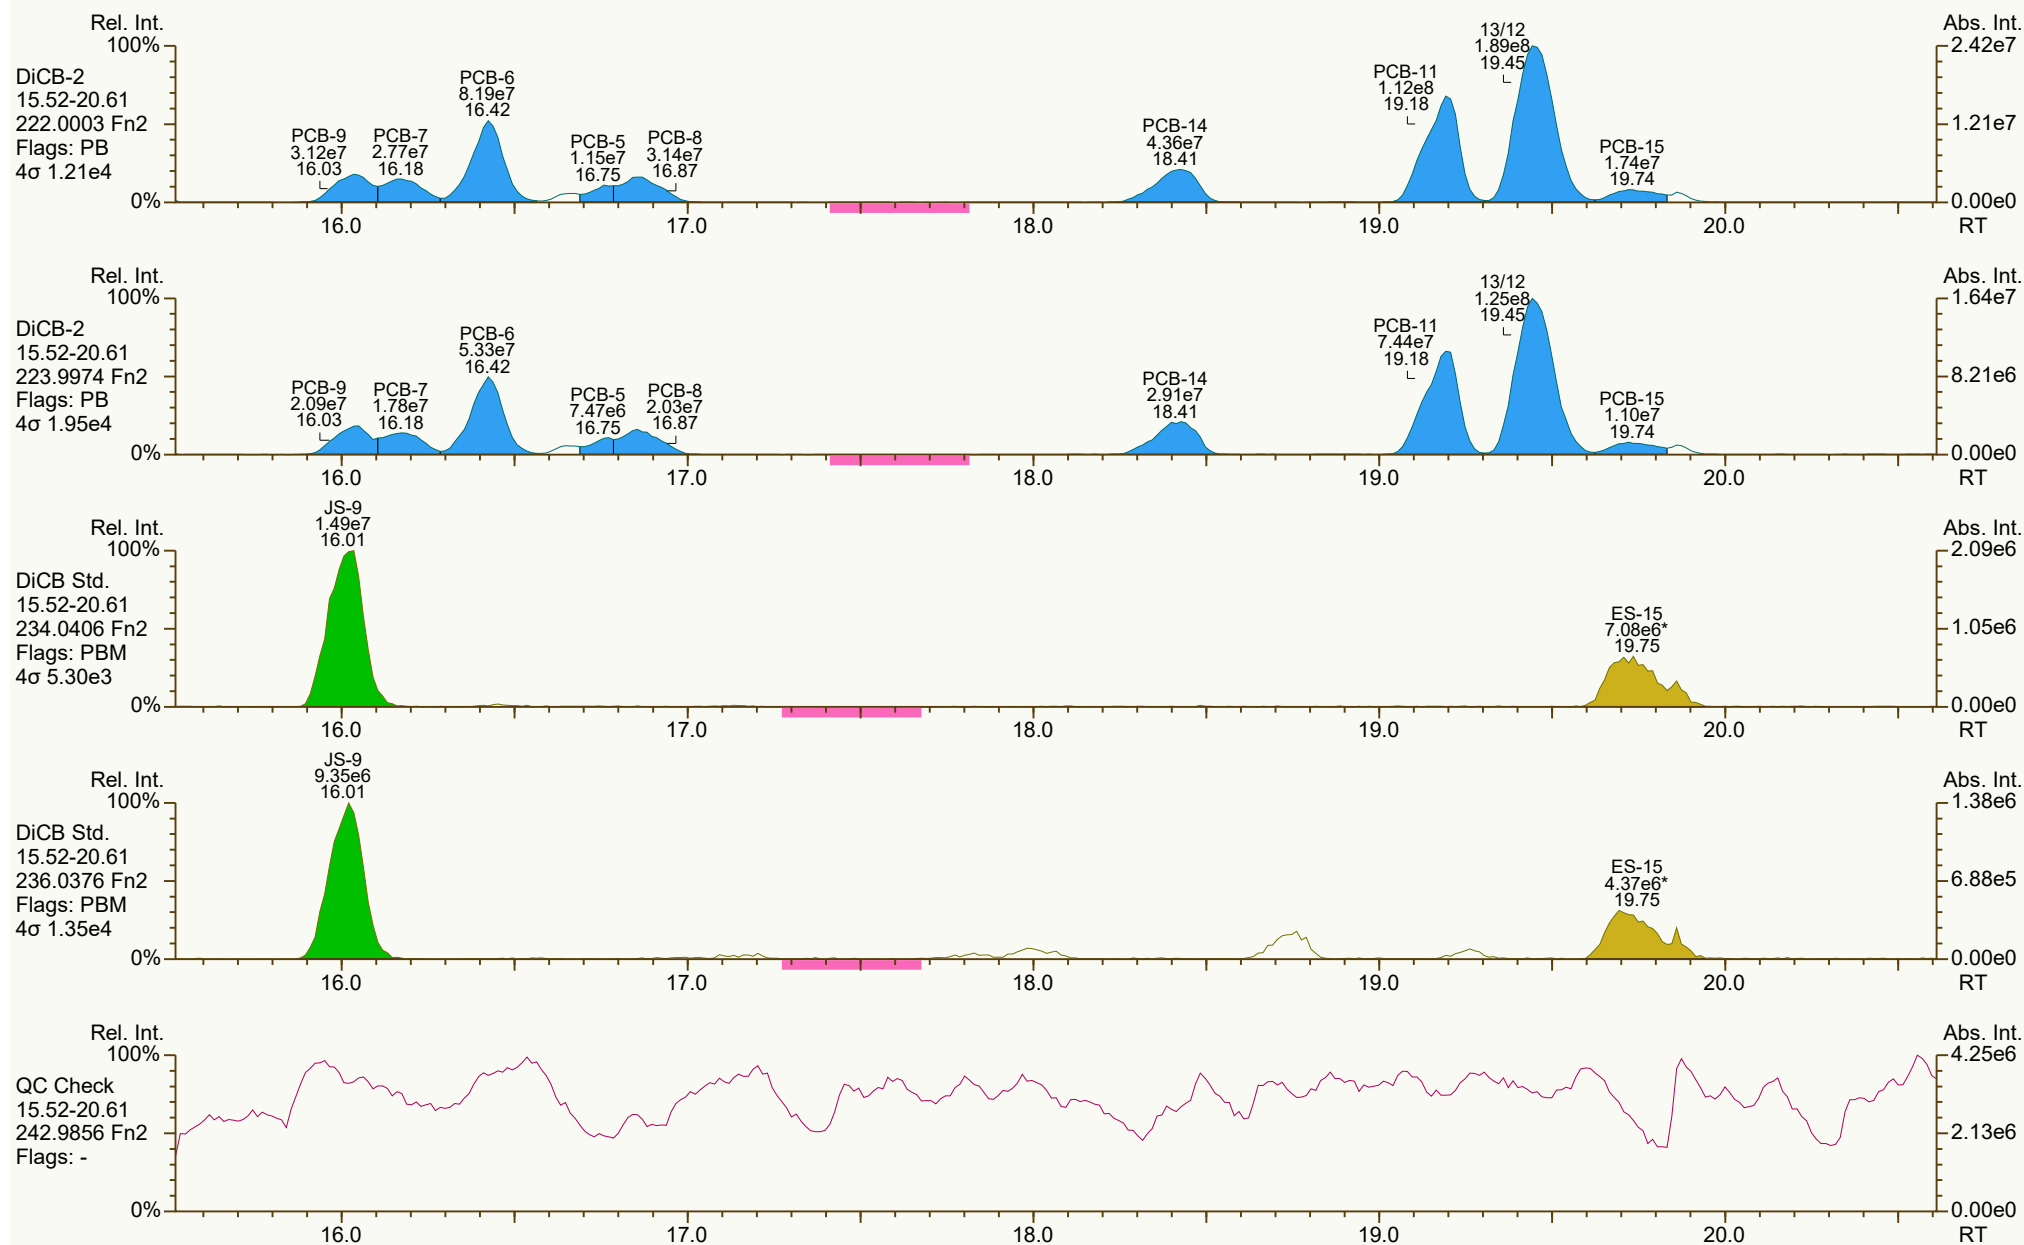 Rel. Int.
Abs. Int.
100%
0%
DiCB-2
15.52-20.61
222.0003 Fn2
Flags: PB
4σ 1.21e4
PCB-9
3.12e7
16.03
PCB-7
2.77e7
16.18
PCB-6
8.19e7
16.42
PCB-5
1.15e7
16.75
PCB-8
3.14e7
16.87
PCB-14
4.36e7
18.41
PCB-11
1.12e8
19.18
13/12
1.89e8
19.45
PCB-15
1.74e7
19.74
2.42e7
1.21e7
0.00e0
16.0 17.0 18.0 19.0 20.0 RT
Rel. Int.
Abs. Int.
100%
0%
DiCB-2
15.52-20.61
223.9974 Fn2
Flags: PB
4σ 1.95e4
PCB-9
2.09e7
16.03
PCB-7
1.78e7
16.18
PCB-6
5.33e7
16.42
PCB-5
7.47e6
16.75
PCB-8
2.03e7
16.87
PCB-14
2.91e7
18.41
PCB-11
7.44e7
19.18
13/12
1.25e8
19.45
PCB-15
1.10e7
19.74
1.64e7
8.21e6
0.00e0
16.0 17.0 18.0 19.0 20.0 RT
Rel. Int.
Abs. Int.
100%
0%
DiCB Std.
15.52-20.61
234.0406 Fn2
Flags: PBM
4σ 5.30e3
JS-9
1.49e7
16.01
ES-15
7.08e6*
19.75
2.09e6
1.05e6
0.00e0
16.0 17.0 18.0 19.0 20.0 RT
Rel. Int.
Abs. Int.
100%
0%
DiCB Std.
15.52-20.61
236.0376 Fn2
Flags: PBM
4σ 1.35e4
JS-9
9.35e6
16.01
ES-15
4.37e6*
19.75
1.38e6
6.88e5
0.00e0
16.0 17.0 18.0 19.0 20.0 RT
Rel. Int.
Abs. Int.
100%
0%
QC Check
15.52-20.61
242.9856 Fn2
Flags: -
4.25e6
2.13e6
0.00e0
16.0 17.0 18.0 19.0 20.0 RT